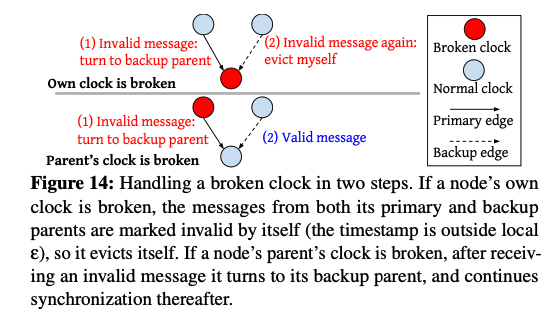 (1) Invalid message:
turn to backup parent
(2) Invalid message again:
evict myself
Own clock is broken
(1) Invalid message:
turn to backup parent
(2) Valid message
Parent's clock is broken
Broken clock
Normal clock
Primary edge
Backup edge
Figure 14: Handling a broken clock in two steps. If a node's own
clock is broken, the messages from both its primary and backup
parents are marked invalid by itself (the timestamp is outside local
ε), so it evicts itself. If a node's parent's clock is broken, after receiv-
ing an invalid message it turns to its backup parent, and continues
synchronization thereafter.